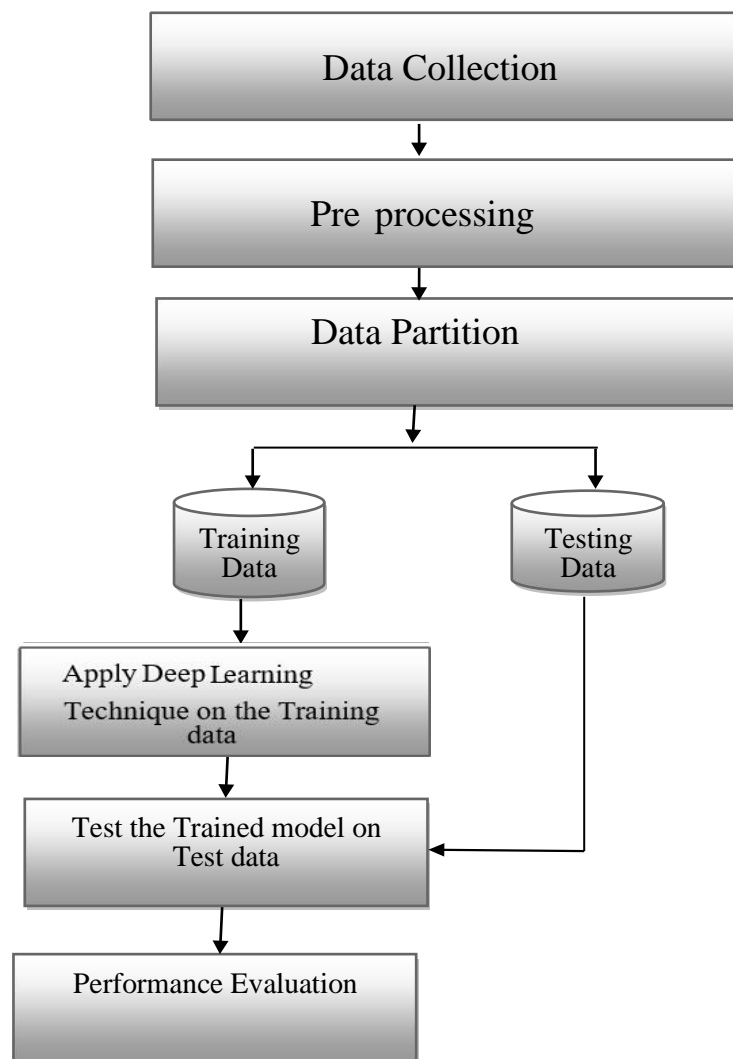 Data Collection
Pre processing
Data Partition
Training
Data
Testing
Data
Apply Deep Learning
Technique on the Training
data
Test the Trained model on
Test data
Performance Evaluation